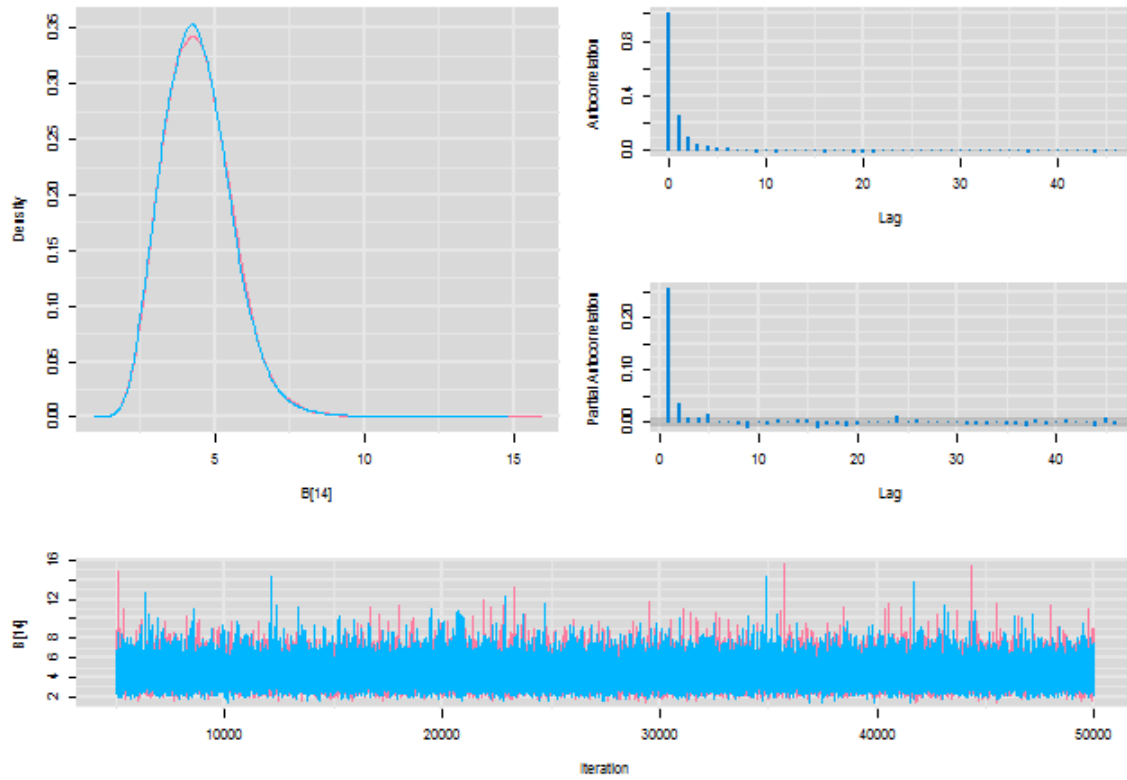 0.00 0.05 0.10 0.15 0.20 0.25 0.30 0.35
Density
5 10 15
B[14]
0.0 0.4 0.8
Autocorrelation
0 10 20 30 40
Lag
0.00 0.10 0.20
Partial Autocorrelation
0 10 20 30 40
Lag
2 4 6 8 12 16
B[14]
10000 20000 30000 40000 50000
Iteration